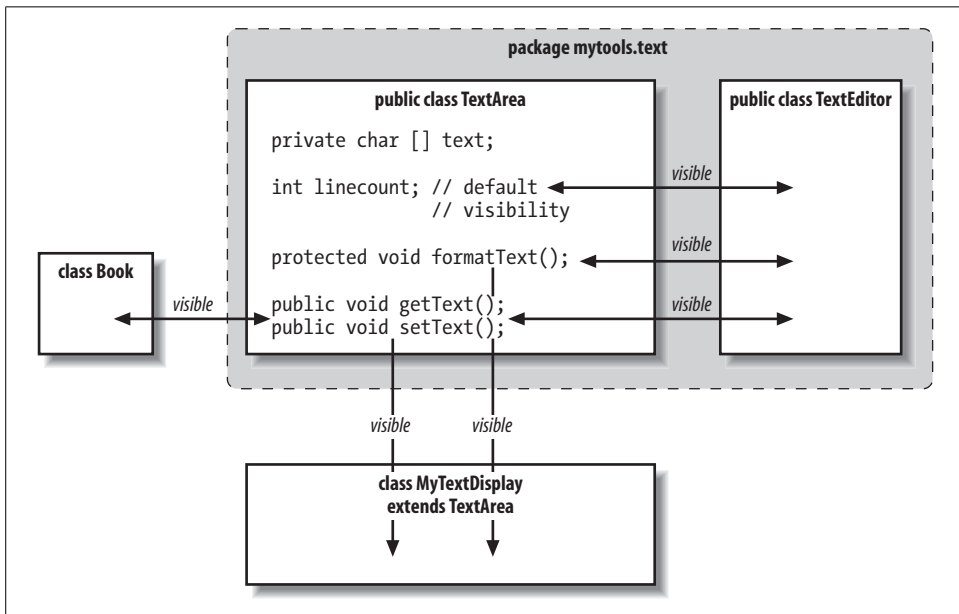 package mytools.text
public class TextArea
private char [] text;
int linecount; // default
// visibility
protected void formatText();
public void getText();
public void setText();
public class TextEditor
visible
visible
visible
class Book
visible
visible
visible
class MyTextDisplay
extends TextArea